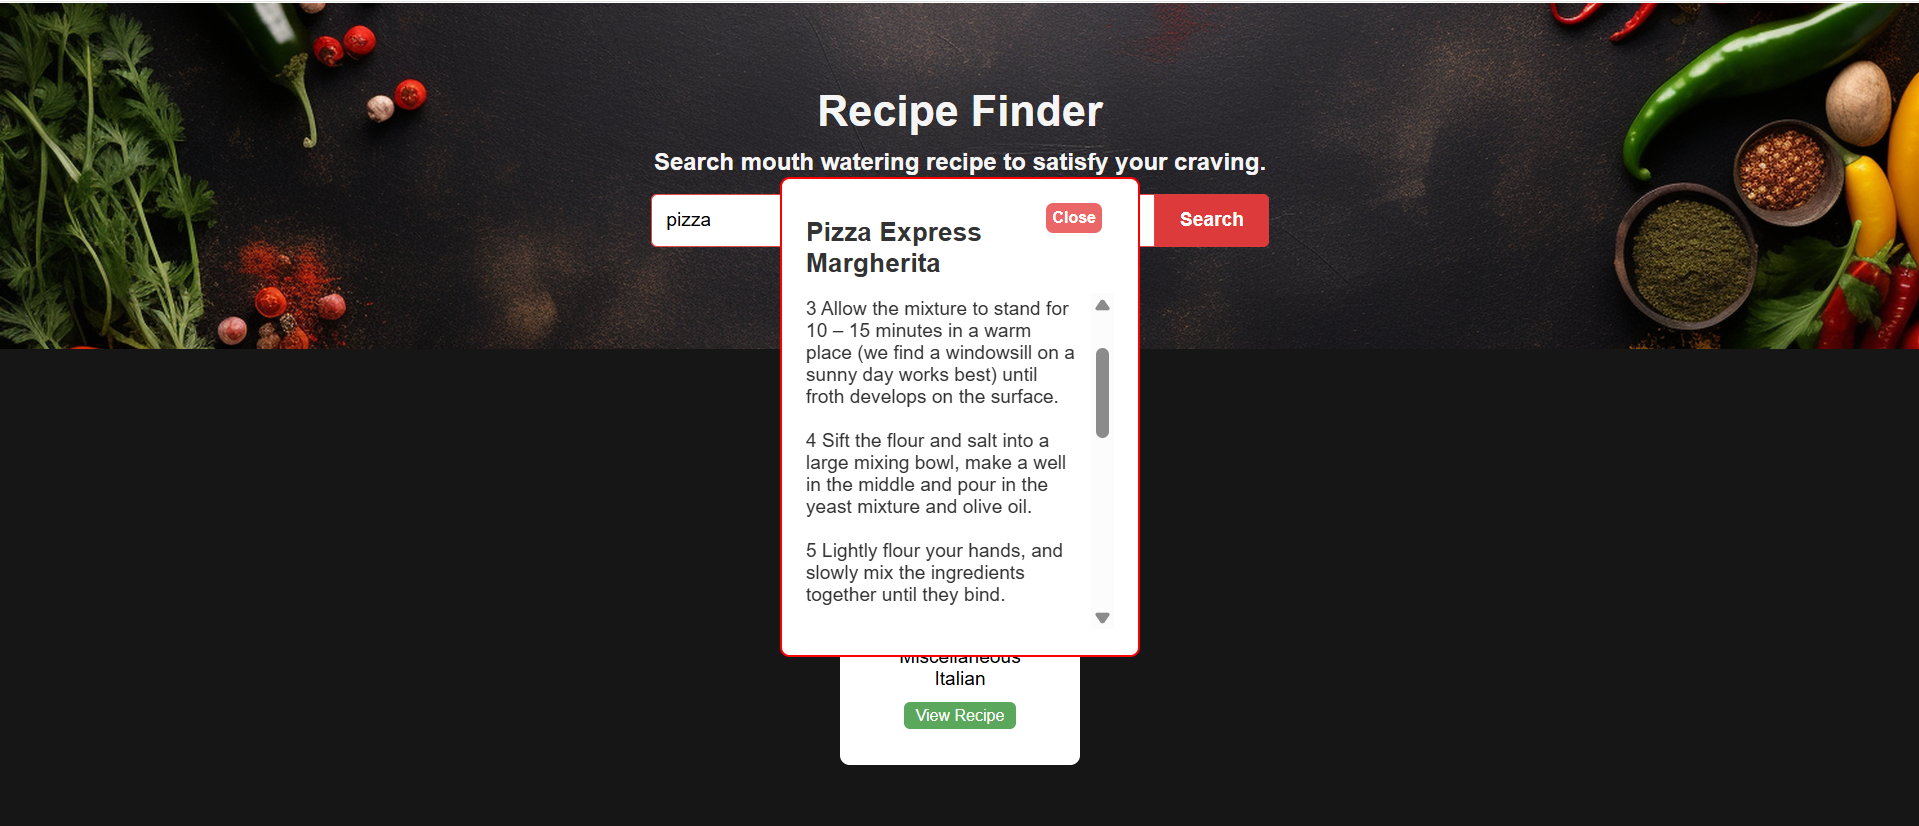 Recipe Finder
Search mouth watering recipe to satisfy your craving.
pizza
Search
Close
Pizza Express
Margherita
3 Allow the mixture to stand for
10 – 15 minutes in a warm
place (we find a windowsill on a
sunny day works best) until
froth develops on the surface.
4 Sift the flour and salt into a
large mixing bowl, make a well
in the middle and pour in the
yeast mixture and olive oil.
5 Lightly flour your hands, and
slowly mix the ingredients
together until they bind.
Miscellaneous
Italian
View Recipe